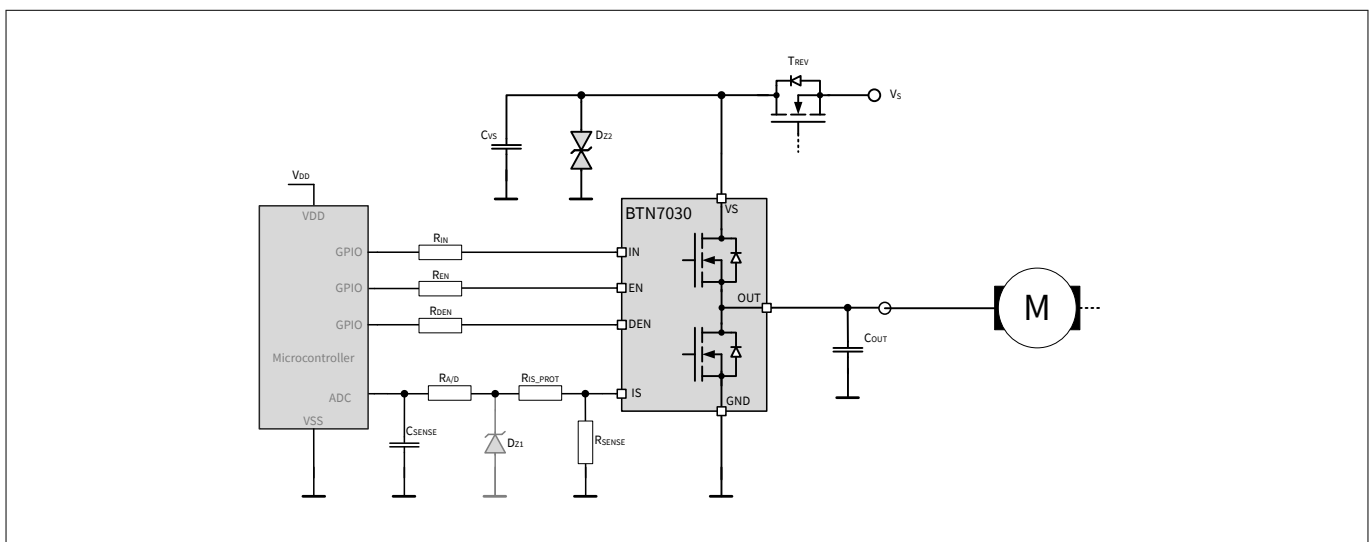 TREV
VS
CVS
DZ2
VDD
VDD
BTN7030
VS
GPIO
RIN
IN
GPIO
REN
EN
OUT
GPIO
RDEN
DEN
M
COUT
Microcontroller
RA/D
RIS_PROT
IS
ADC
GND
VSS
CSENSE
DZ1
RSENSE